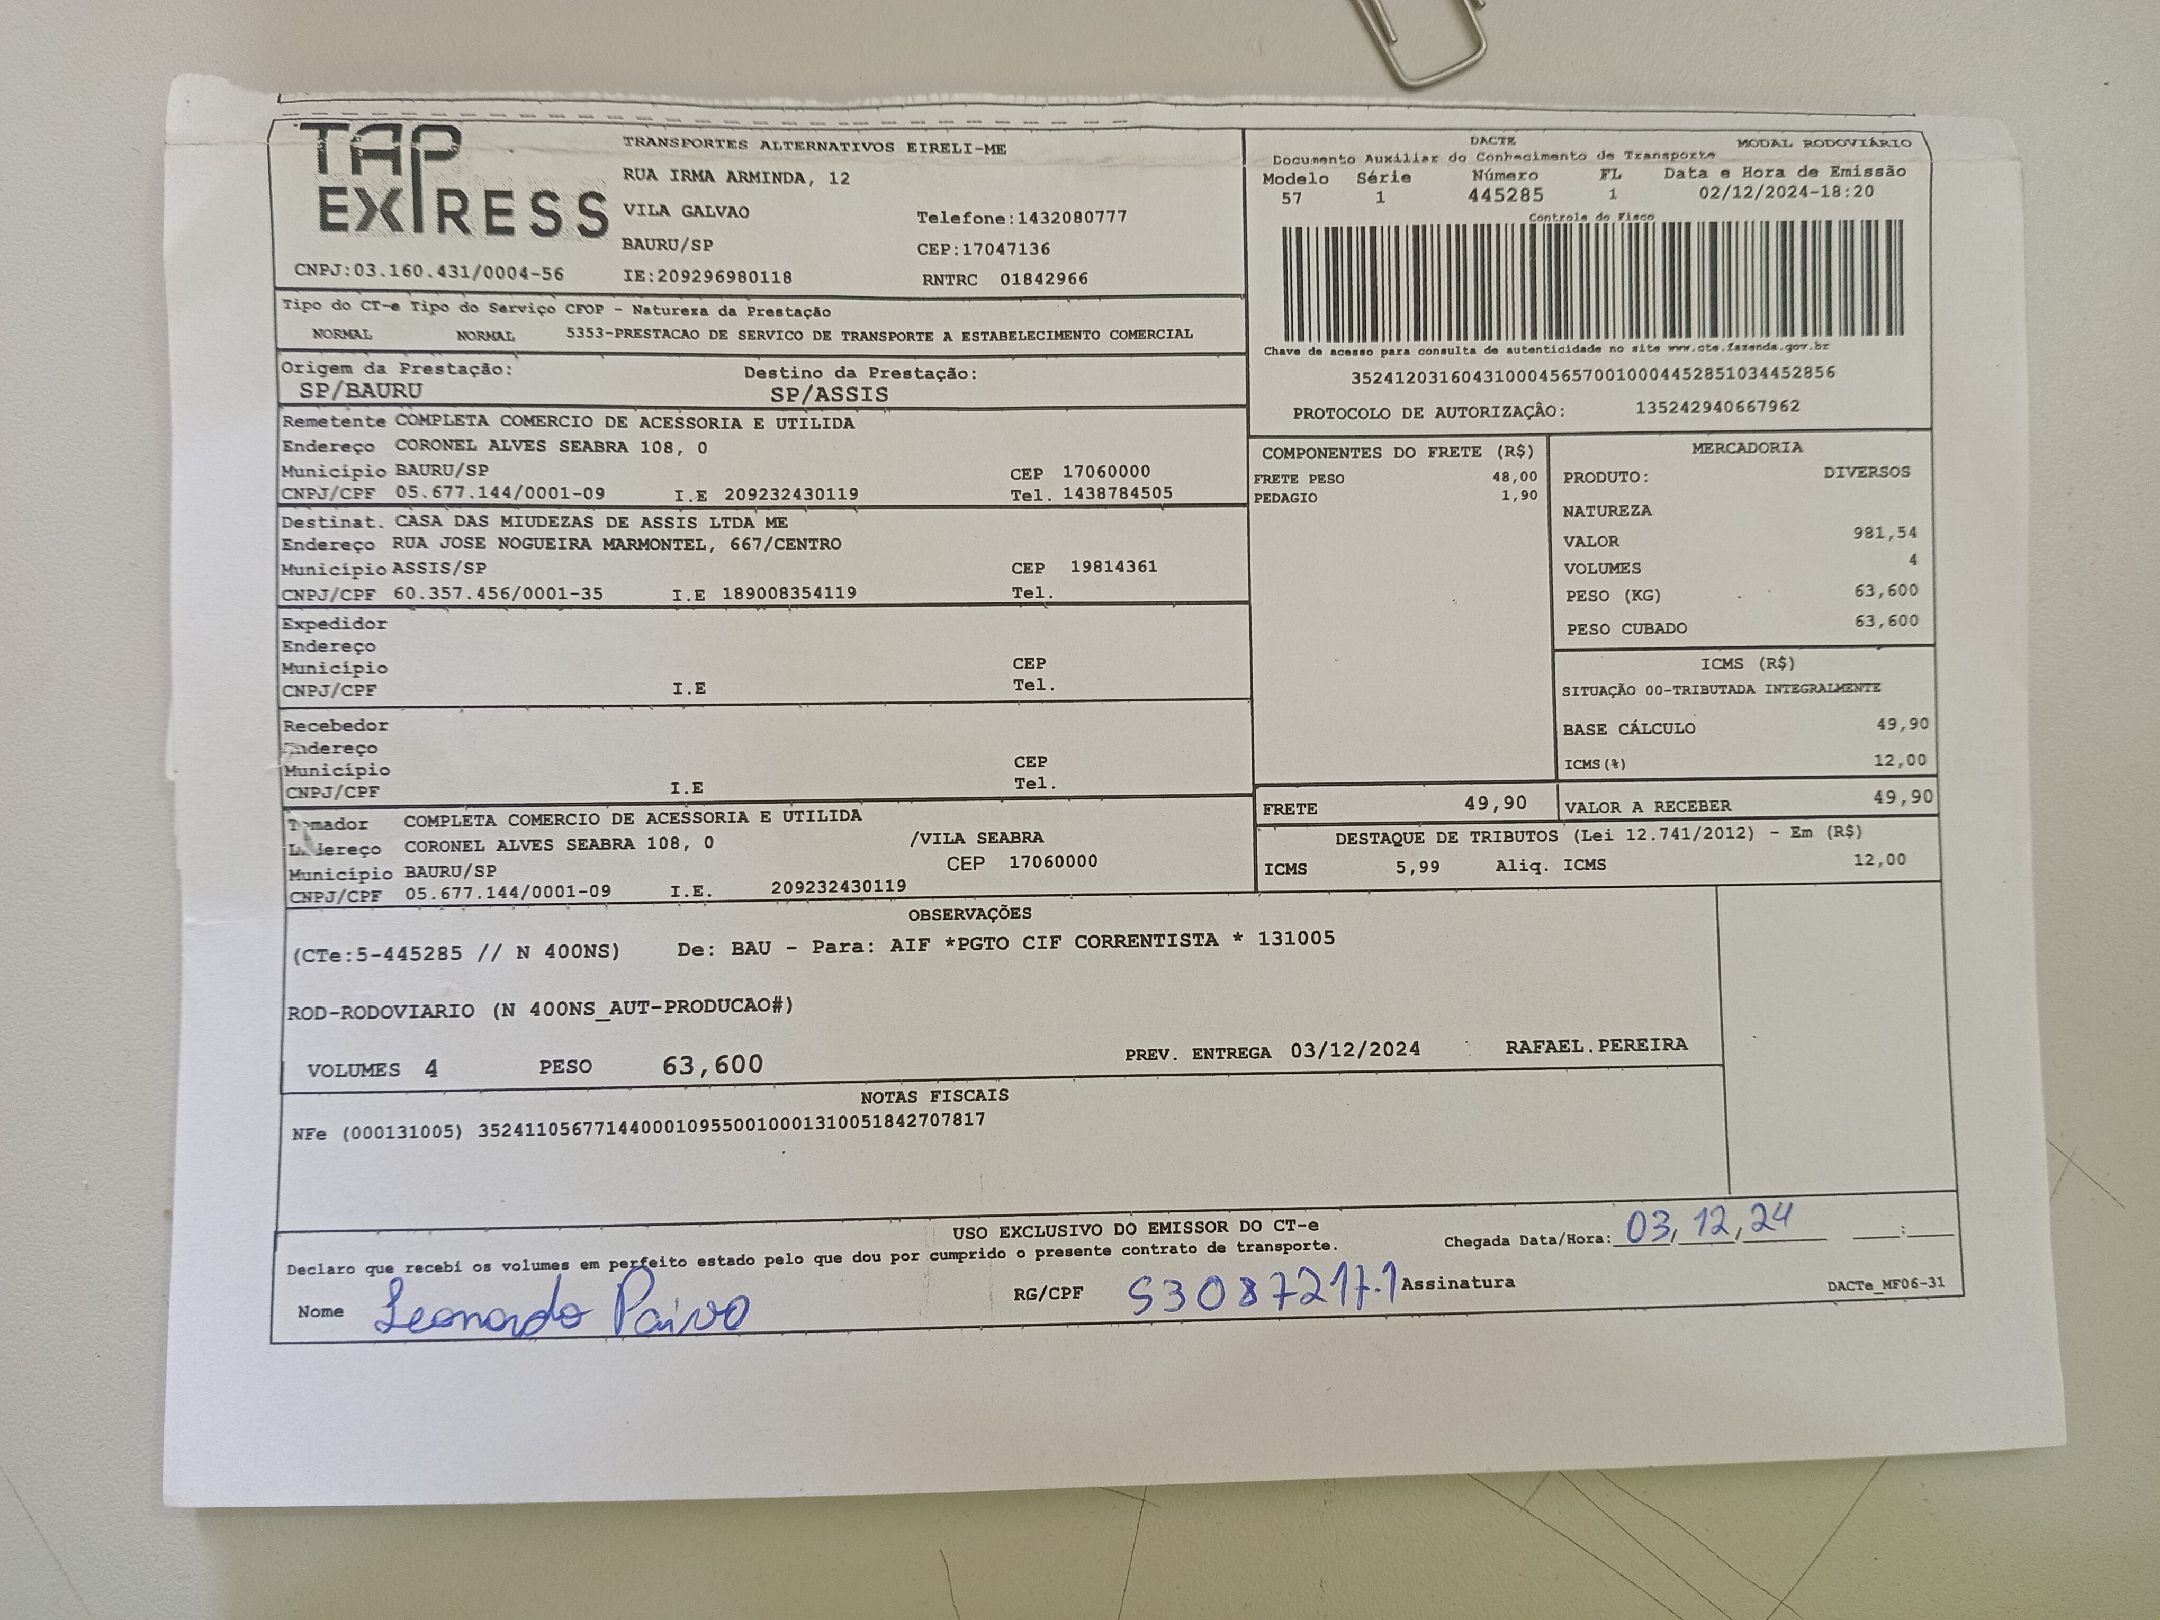 TAP
EXPRESS
CNPJ:03.160.431/0004-56
TRANSPORTES ALTERNATIVOS EIRELI-ME
RUA IRMA ARMINDA, 12
VILA GALVAO Telefone:1432080777
BAURU/SP CEP:17047136
IE:209296980118 RNTRC 01842966
DACTE MODAL RODOVIÁRIO
Documento Auxiliar do Conhecimento de Transporte
Modelo Série Número FL Data e Hora de Emissão
57 1 445285 1 02/12/2024-18:20
Controle do Fisco
Chave de acesso para consulta de autenticidade no site www.cte.fazenda.gov.br
35241203160431000456570010004452851034452856
PROTOCOLO DE AUTORIZAÇÃO: 135242940667962
Tipo do CT-e Tipo do Serviço CFOP - Natureza da Prestação
NORMAL NORMAL 5353-PRESTACAO DE SERVICO DE TRANSPORTE A ESTABELECIMENTO COMERCIAL
Origem da Prestação: Destino da Prestação:
SP/BAURU SP/ASSIS
Remetente COMPLETA COMERCIO DE ACESSORIA E UTILIDA
Endereço CORONEL ALVES SEABRA 108, 0
Município BAURU/SP CEP 17060000
CNPJ/CPF 05.677.144/0001-09 I.E 209232430119 Tel. 1438784505
Destinat. CASA DAS MIUDEZAS DE ASSIS LTDA ME
Endereço RUA JOSE NOGUEIRA MARMONTEL, 667/CENTRO
Município ASSIS/SP CEP 19814361
CNPJ/CPF 60.357.456/0001-35 I.E 189008354119 Tel.
Expedidor
Endereço
Município CEP
CNPJ/CPF I.E Tel.
Recebedor
Endereço
Município CEP
CNPJ/CPF I.E Tel.
Tomador COMPLETA COMERCIO DE ACESSORIA E UTILIDA
Endereço CORONEL ALVES SEABRA 108, 0 /VILA SEABRA
Município BAURU/SP CEP 17060000
CNPJ/CPF 05.677.144/0001-09 I.E. 209232430119
COMPONENTES DO FRETE (R$)
FRETE PESO 48,00
PEDAGIO 1,90
MERCADORIA
PRODUTO: DIVERSOS
NATUREZA
VALOR 981,54
VOLUMES 4
PESO (KG) 63,600
PESO CUBADO 63,600
ICMS (R$)
SITUAÇÃO 00-TRIBUTADA INTEGRALMENTE
BASE CÁLCULO 49,90
ICMS(%) 12,00
FRETE 49,90 VALOR A RECEBER 49,90
DESTAQUE DE TRIBUTOS (Lei 12.741/2012) - Em (R$)
ICMS 5,99 Aliq. ICMS 12,00
OBSERVAÇÕES
(CTe:5-445285 // N 400NS) De: BAU - Para: AIF *PGTO CIF CORRENTISTA * 131005
ROD-RODOVIARIO (N 400NS_AUT-PRODUCAO#)
VOLUMES 4 PESO 63,600 PREV. ENTREGA 03/12/2024 RAFAEL.PEREIRA
NOTAS FISCAIS
NFe (000131005) 35241105677144000109550010001310051842707817
USO EXCLUSIVO DO EMISSOR DO CT-e
Declaro que recebi os volumes em perfeito estado pelo que dou por cumprido o presente contrato de transporte. Chegada Data/Hora: 03,12,24 :
Nome Leonardo Paivo RG/CPF 53087217.1 Assinatura DACTe_MF06-31